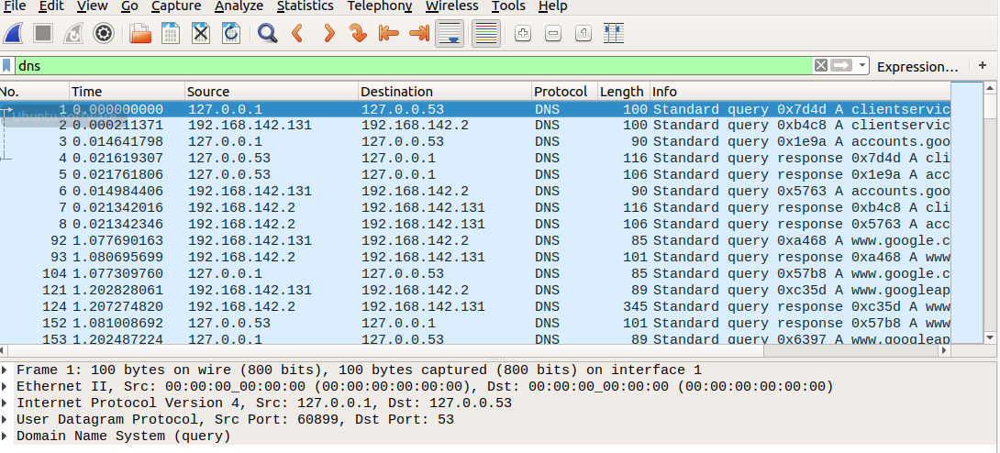 File Edit View Go Capture Analyze Statistics Telephony Wireless Tools Help
dns Expression… +
No. Time Source Destination Protocol Length Info
1 0.000000000 127.0.0.1 127.0.0.53 DNS 100 Standard query 0x7d4d A clientservic
2 0.000211371 192.168.142.131 192.168.142.2 DNS 100 Standard query 0xb4c8 A clientservic
3 0.014641798 127.0.0.1 127.0.0.53 DNS 90 Standard query 0x1e9a A accounts.goo
4 0.021619307 127.0.0.53 127.0.0.1 DNS 116 Standard query response 0x7d4d A cli
5 0.021761806 127.0.0.53 127.0.0.1 DNS 106 Standard query response 0x1e9a A acc
6 0.014984406 192.168.142.131 192.168.142.2 DNS 90 Standard query 0x5763 A accounts.goo
7 0.021342016 192.168.142.2 192.168.142.131 DNS 116 Standard query response 0xb4c8 A cli
8 0.021342346 192.168.142.2 192.168.142.131 DNS 106 Standard query response 0x5763 A acc
92 1.077690163 192.168.142.131 192.168.142.2 DNS 85 Standard query 0xa468 A www.google.c
93 1.080695699 192.168.142.2 192.168.142.131 DNS 101 Standard query response 0xa468 A www
104 1.077309760 127.0.0.1 127.0.0.53 DNS 85 Standard query 0x57b8 A www.google.c
121 1.202828061 192.168.142.131 192.168.142.2 DNS 89 Standard query 0xc35d A www.googleap
124 1.207274820 192.168.142.2 192.168.142.131 DNS 345 Standard query response 0xc35d A www
152 1.081008692 127.0.0.53 127.0.0.1 DNS 101 Standard query response 0x57b8 A www
153 1.202487224 127.0.0.1 127.0.0.53 DNS 89 Standard query 0x6397 A www.googleap
Frame 1: 100 bytes on wire (800 bits), 100 bytes captured (800 bits) on interface 1
Ethernet II, Src: 00:00:00_00:00:00 (00:00:00:00:00:00), Dst: 00:00:00_00:00:00 (00:00:00:00:00:00)
Internet Protocol Version 4, Src: 127.0.0.1, Dst: 127.0.0.53
User Datagram Protocol, Src Port: 60899, Dst Port: 53
Domain Name System (query)